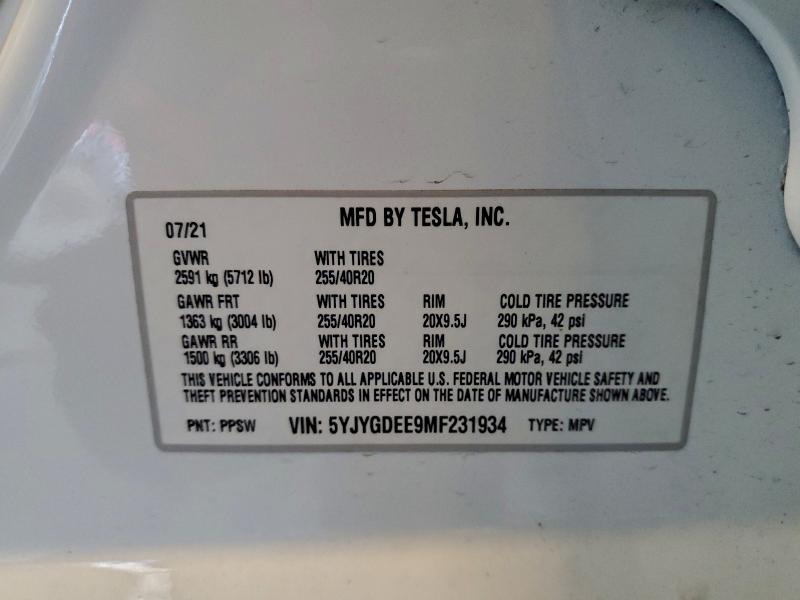 MFD BY TESLA, INC.
07/21
GVWR WITH TIRES
2591 kg (5712 lb) 255/40R20
GAWR FRT WITH TIRES RIM COLD TIRE PRESSURE
1363 kg (3004 lb) 255/40R20 20X9.5J 290 kPa, 42 psi
GAWR RR WITH TIRES RIM COLD TIRE PRESSURE
1500 kg (3306 lb) 255/40R20 20X9.5J 290 kPa, 42 psi
THIS VEHICLE CONFORMS TO ALL APPLICABLE U.S. FEDERAL MOTOR VEHICLE SAFETY AND
THEFT PREVENTION STANDARDS IN EFFECT ON THE DATE OF MANUFACTURE SHOWN ABOVE.
PNT: PPSW VIN: 5YJYGDEE9MF231934 TYPE: MPV